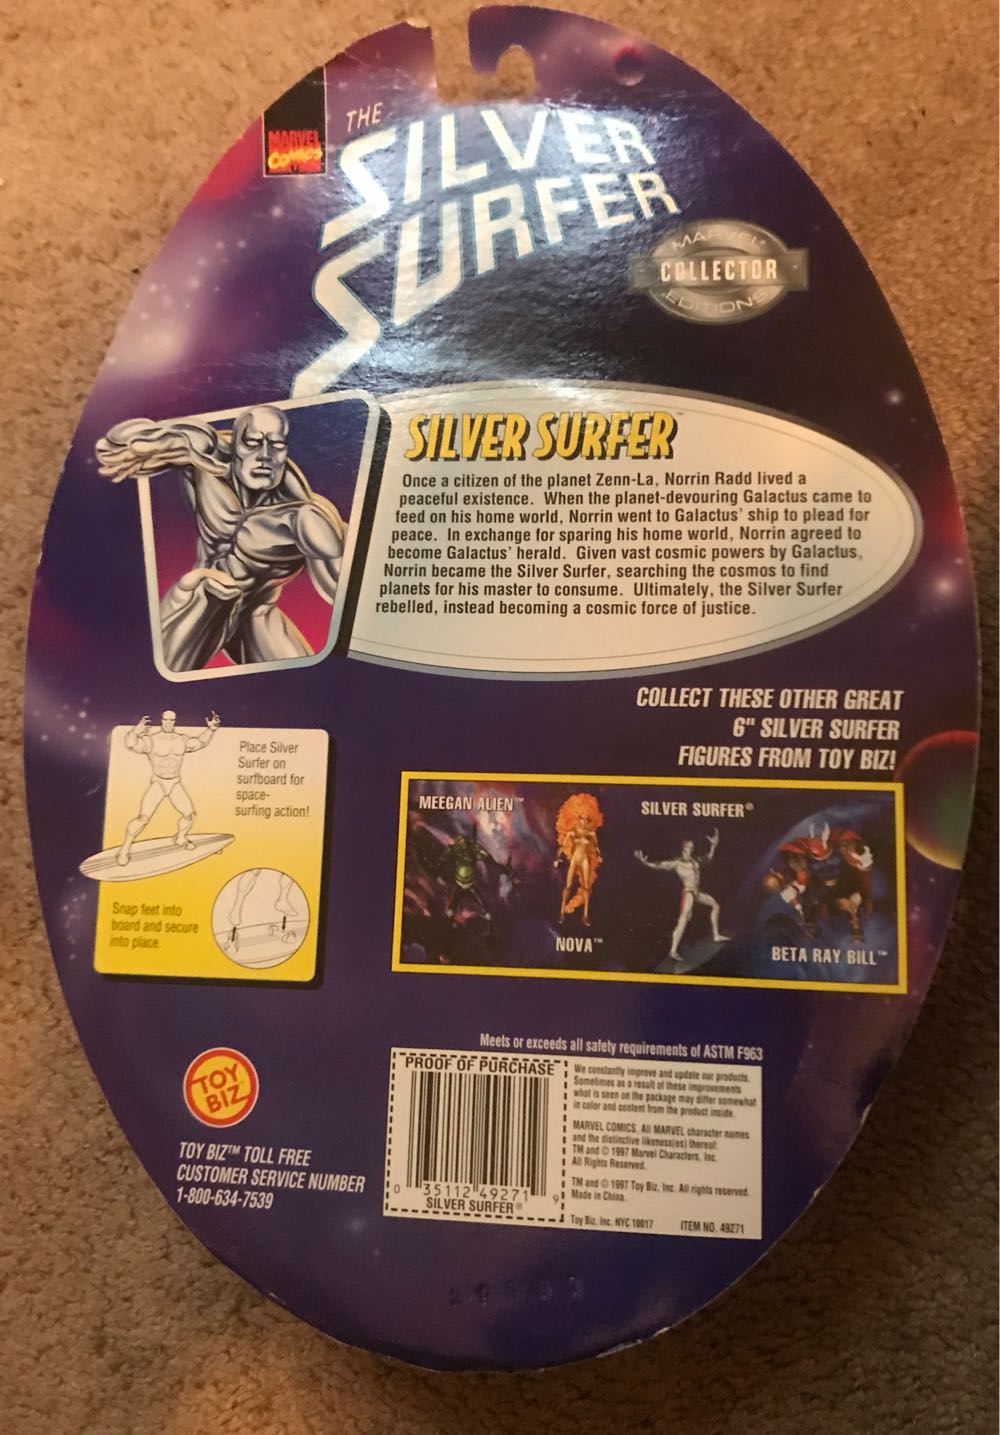 MARVEL
COMICS
THE
SILVER
SURFER
MARVEL
COLLECTOR
EDITIONS
SILVER SURFER™
Once a citizen of the planet Zenn-La, Norrin Radd lived a
peaceful existence. When the planet-devouring Galactus came to
feed on his home world, Norrin went to Galactus' ship to plead for
peace. In exchange for sparing his home world, Norrin agreed to
become Galactus' herald. Given vast cosmic powers by Galactus,
Norrin became the Silver Surfer, searching the cosmos to find
planets for his master to consume. Ultimately, the Silver Surfer
rebelled, instead becoming a cosmic force of justice.
COLLECT THESE OTHER GREAT
6" SILVER SURFER
FIGURES FROM TOY BIZ!
Place Silver
Surfer on
surfboard for
space-
surfing action!
Snap feet into
board and secure
into place.
MEEGAN ALIEN™
NOVA™
SILVER SURFER®
BETA RAY BILL™
Meets or exceeds all safety requirements of ASTM F963
PROOF OF PURCHASE
0 35112 49271 9
SILVER SURFER®
We constantly improve and update our products.
Sometimes as a result of these improvements
what is seen on the package may differ somewhat
in color and content from the product inside.
MARVEL COMICS, All MARVEL character names
and the distinctive likeness(es) thereof:
TM and © 1997 Marvel Characters, Inc.
All Rights Reserved.
TM and © 1997 Toy Biz, Inc. All rights reserved.
Made in China.
Toy Biz, Inc. NYC 10017 ITEM NO. 49271
TOY
BIZ
TOY BIZ™ TOLL FREE
CUSTOMER SERVICE NUMBER
1-800-634-7539